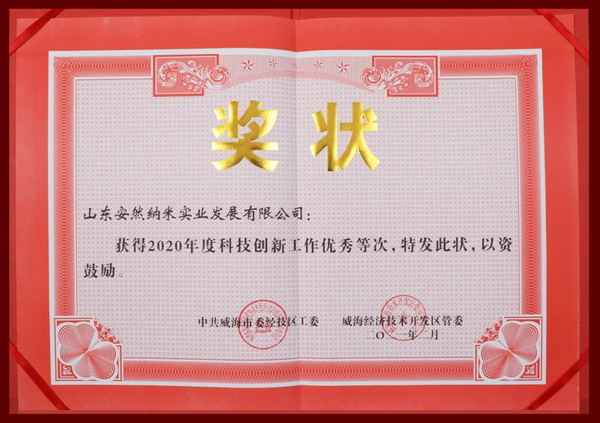 奖状
山东安然纳米实业发展有限公司：
获得2020年度科技创新工作优秀等次，特发此状，以资
鼓励。
中共威海市委经技区工委 威海经济技术开发区管委
二〇二一年二月